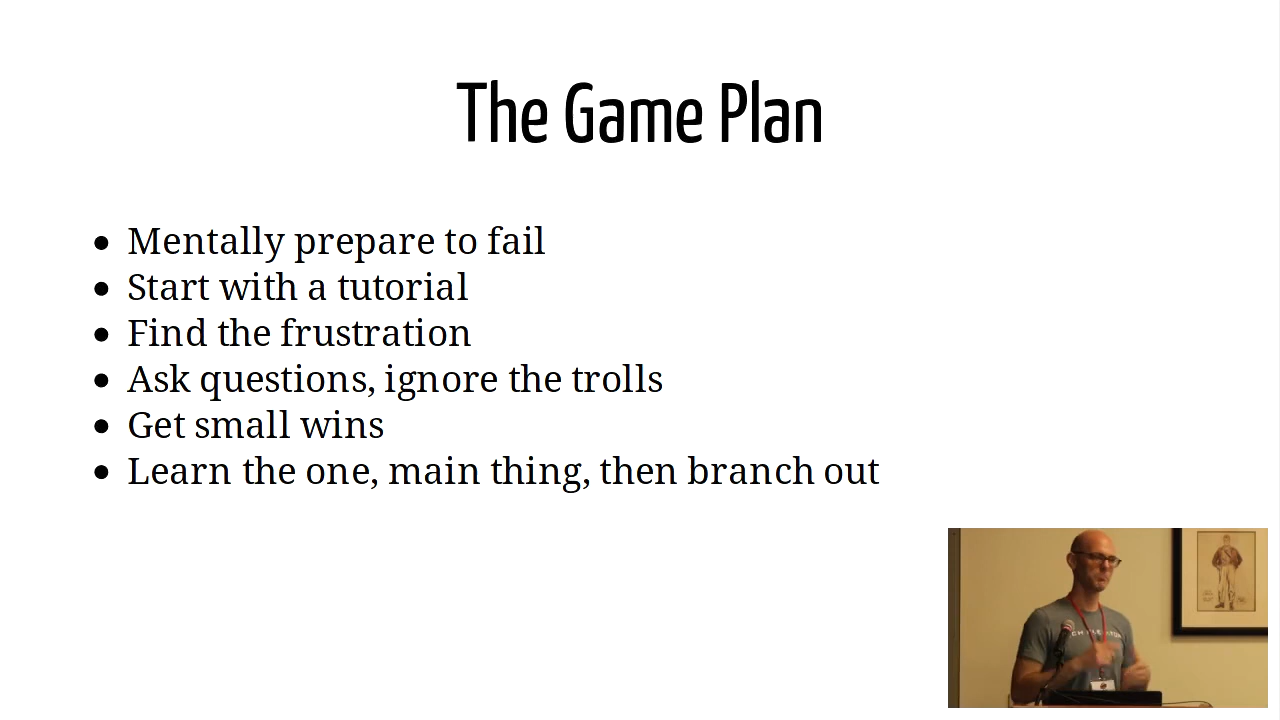 The Game Plan
Mentally prepare to fail
Start with a tutorial
Find the frustration
Ask questions, ignore the trolls
Get small wins
Learn the one, main thing, then branch out